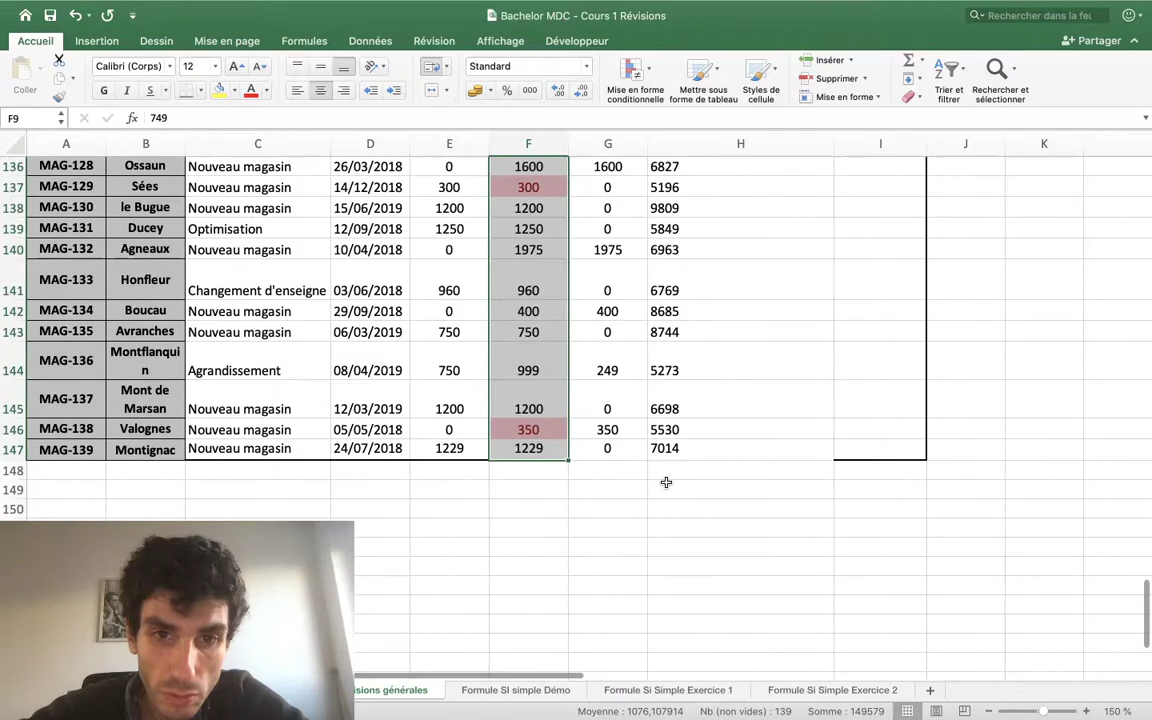 Bachelor MDC - Cours 1 Révisions
Rechercher dans la feu
Accueil Insertion Dessin Mise en page Formules Données Révision Affichage Développeur
Partager
Coller
Calibri (Corps) 12 A A
Standard
G I S A
% 000
Mise en forme conditionnelle
Mettre sous forme de tableau
Styles de cellule
Insérer
Supprimer
Mise en forme
Trier et filtrer
Rechercher et sélectionner
F9 fx 749
A B C D E F G H I J K
136 MAG-128 Ossaun Nouveau magasin 26/03/2018 0 1600 1600 6827
137 MAG-129 Sées Nouveau magasin 14/12/2018 300 300 0 5196
138 MAG-130 le Bugue Nouveau magasin 15/06/2019 1200 1200 0 9809
139 MAG-131 Ducey Optimisation 12/09/2018 1250 1250 0 5849
140 MAG-132 Agneaux Nouveau magasin 10/04/2018 0 1975 1975 6963
141 MAG-133 Honfleur Changement d'enseigne 03/06/2018 960 960 0 6769
142 MAG-134 Boucau Nouveau magasin 29/09/2018 0 400 400 8685
143 MAG-135 Avranches Nouveau magasin 06/03/2019 750 750 0 8744
144 MAG-136 Montflanqui
n Agrandissement 08/04/2019 750 999 249 5273
145 MAG-137 Mont de
Marsan Nouveau magasin 12/03/2019 1200 1200 0 6698
146 MAG-138 Valognes Nouveau magasin 05/05/2018 0 350 350 5530
147 MAG-139 Montignac Nouveau magasin 24/07/2018 1229 1229 0 7014
148
149
150
isions générales Formule SI simple Démo Formule Si Simple Exercice 1 Formule Si Simple Exercice 2
Moyenne : 1076,107914 Nb (non vides) : 139 Somme : 149579 150 %